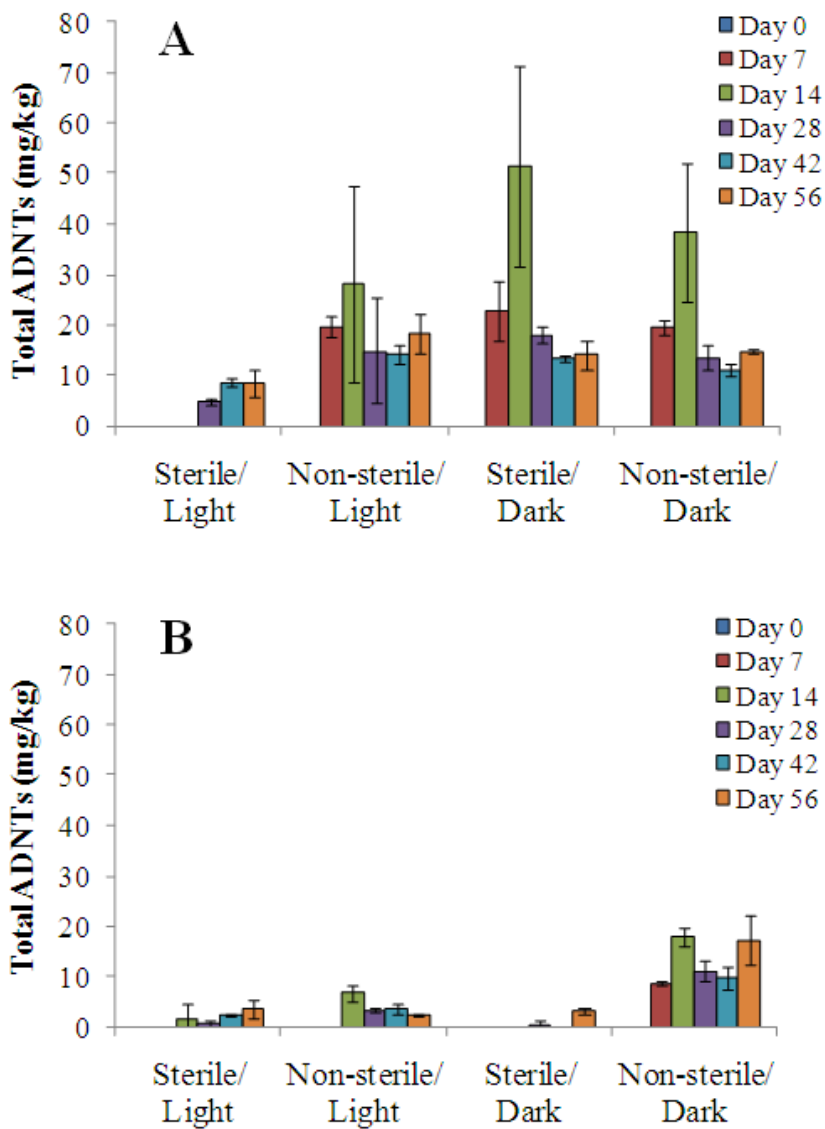 A
Total ADNTs (mg/kg)
80
70
60
50
40
30
20
10
0
Day 0
Day 7
Day 14
Day 28
Day 42
Day 56
Sterile/
Light
Non-sterile/
Light
Sterile/
Dark
Non-sterile/
Dark
B
Total ADNTs (mg/kg)
80
70
60
50
40
30
20
10
0
Day 0
Day 7
Day 14
Day 28
Day 42
Day 56
Sterile/
Light
Non-sterile/
Light
Sterile/
Dark
Non-sterile/
Dark